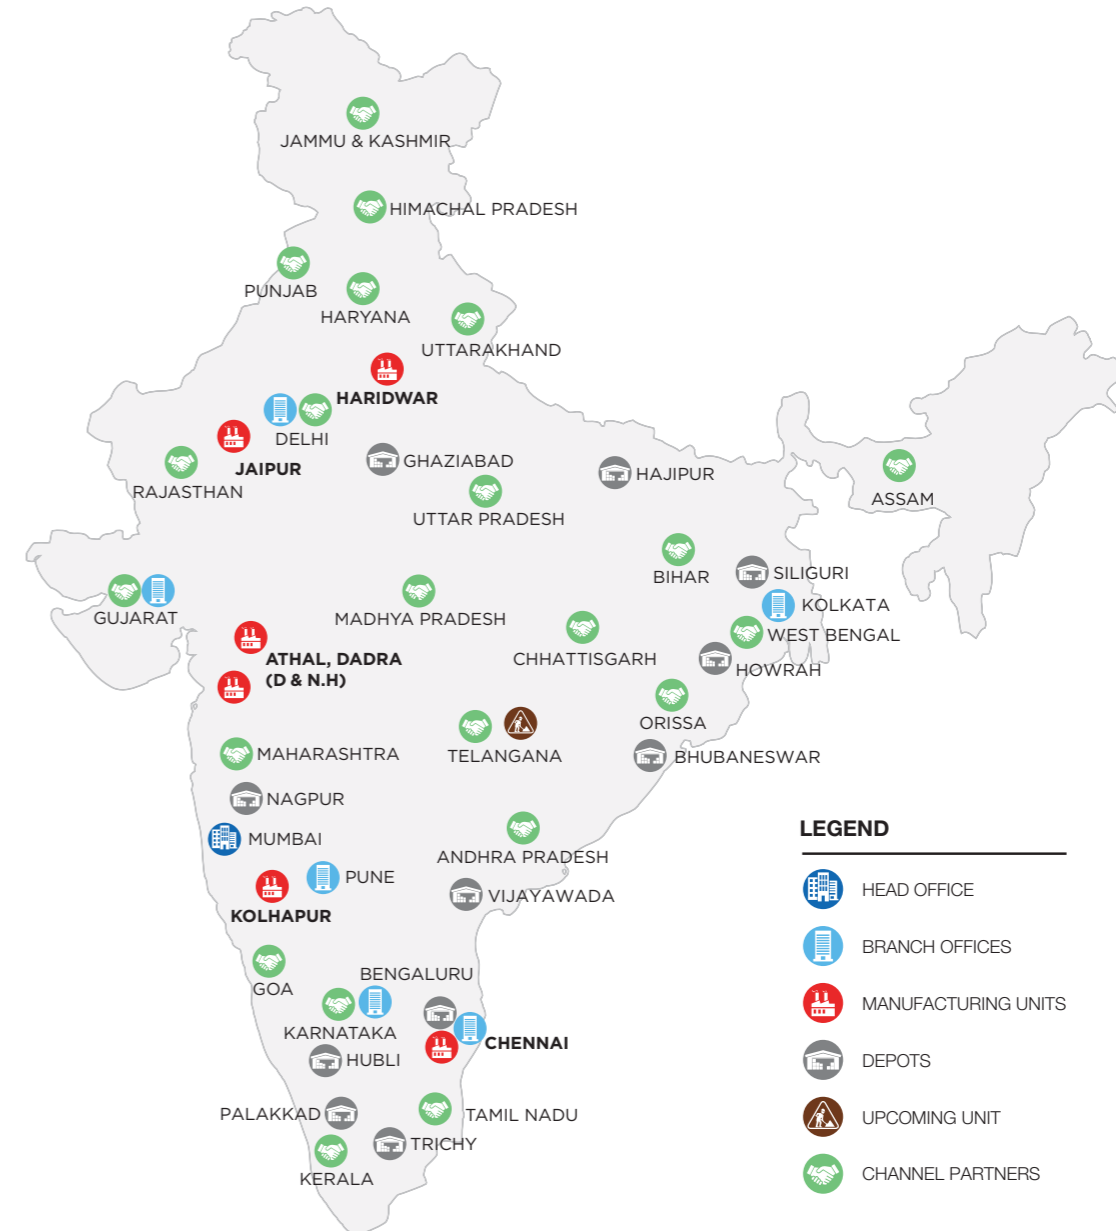 JAMMU & KASHMIR
HIMACHAL PRADESH
PUNJAB
HARYANA
UTTARAKHAND
HARIDWAR
DELHI
JAIPUR
GHAZIABAD
HAJIPUR
RAJASTHAN
ASSAM
UTTAR PRADESH
BIHAR
SILIGURI
KOLKATA
GUJARAT
MADHYA PRADESH
WEST BENGAL
CHHATTISGARH
ATHAL, DADRA
(D & N.H)
HOWRAH
ORISSA
MAHARASHTRA
TELANGANA
BHUBANESWAR
NAGPUR
MUMBAI
ANDHRA PRADESH
PUNE
VIJAYAWADA
KOLHAPUR
BENGALURU
GOA
KARNATAKA
CHENNAI
HUBLI
PALAKKAD
TAMIL NADU
TRICHY
KERALA
LEGEND
HEAD OFFICE
BRANCH OFFICES
MANUFACTURING UNITS
DEPOTS
UPCOMING UNIT
CHANNEL PARTNERS